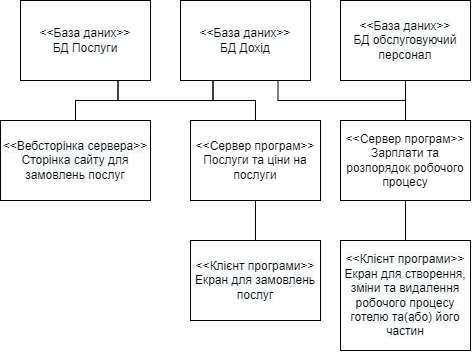 <<База даних>>
БД Послуги
<<База даних>>
БД Дохід
<<База даних>>
БД обслуговуючий
персонал
<<Вебсторінка сервера>>
Сторінка сайту для
замовлень послуг
<<Сервер програм>>
Послуги та ціни на
послуги
<<Сервер програм>>
Зарплати та
розпорядок робочого
процесу
<<Клієнт програми>>
Екран для замовлень
послуг
<<Клієнт програми>>
Екран для створення,
зміни та видалення
робочого процесу
готелю та(або) його
частин